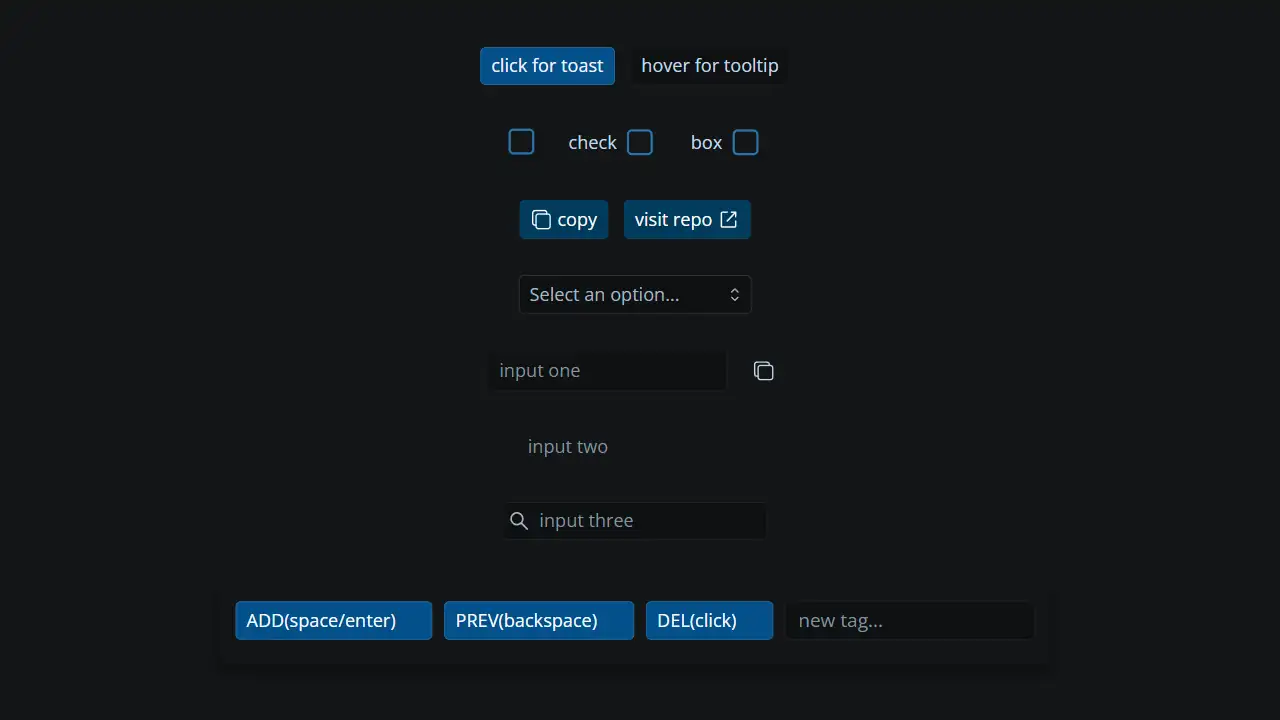 click for toast hover for tooltip
check box
copy visit repo
Select an option...
input one
input two
input three
ADD(space/enter) PREV(backspace) DEL(click) new tag...